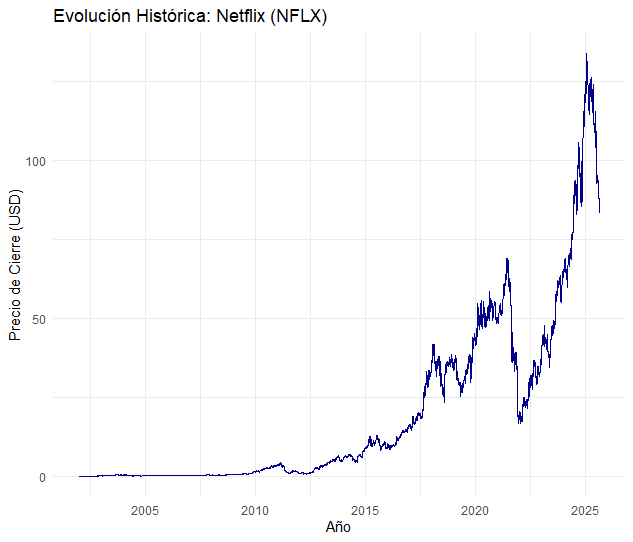 Evolución Histórica: Netflix (NFLX)
Precio de Cierre (USD)
100
50
0
2005 2010 2015 2020 2025
Año